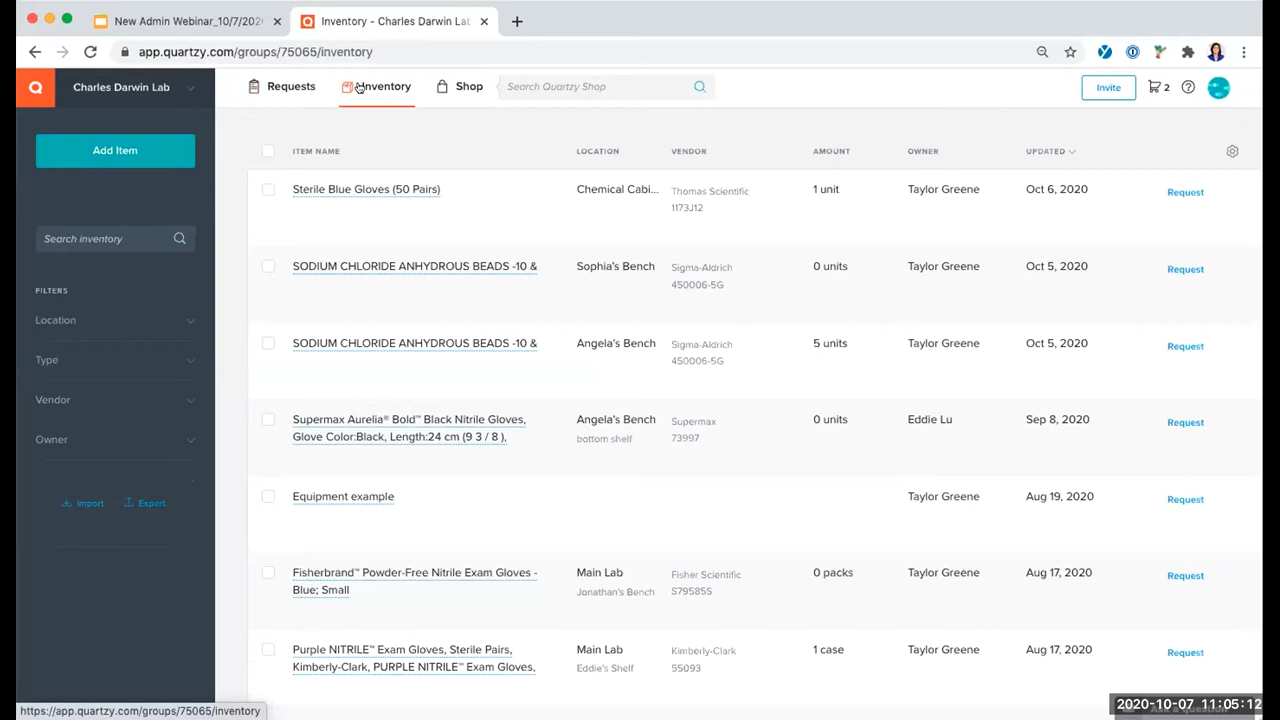 New Admin Webinar_10/7/202
Inventory - Charles Darwin Lab
app.quartzy.com/groups/75065/inventory
Charles Darwin Lab
Requests
Inventory
Shop
Search Quartzy Shop
Invite
2
Add Item
Search inventory
FILTERS
Location
Type
Vendor
Owner
Import
Export
ITEM NAME LOCATION VENDOR AMOUNT OWNER UPDATED
Sterile Blue Gloves (50 Pairs) Chemical Cabi... Thomas Scientific 1 unit Taylor Greene Oct 6, 2020 Request
1173J12
SODIUM CHLORIDE ANHYDROUS BEADS -10 & Sophia's Bench Sigma-Aldrich 0 units Taylor Greene Oct 5, 2020 Request
450006-5G
SODIUM CHLORIDE ANHYDROUS BEADS -10 & Angela's Bench Sigma-Aldrich 5 units Taylor Greene Oct 5, 2020 Request
450006-5G
Supermax Aurelia® Bold™ Black Nitrile Gloves, Angela's Bench Supermax 0 units Eddie Lu Sep 8, 2020 Request
Glove Color:Black, Length:24 cm (9 3 / 8 ), bottom shelf 73997
Equipment example Taylor Greene Aug 19, 2020 Request
Fisherbrand™ Powder-Free Nitrile Exam Gloves - Main Lab Fisher Scientific 0 packs Taylor Greene Aug 17, 2020 Request
Blue; Small Jonathan's Bench S79585S
Purple NITRILE™ Exam Gloves, Sterile Pairs, Main Lab Kimberly-Clark 1 case Taylor Greene Aug 17, 2020 Request
Kimberly-Clark, PURPLE NITRILE™ Exam Gloves, Eddie's Shelf 55093
https://app.quartzy.com/groups/75065/inventory
2020-10-07 11:05:12